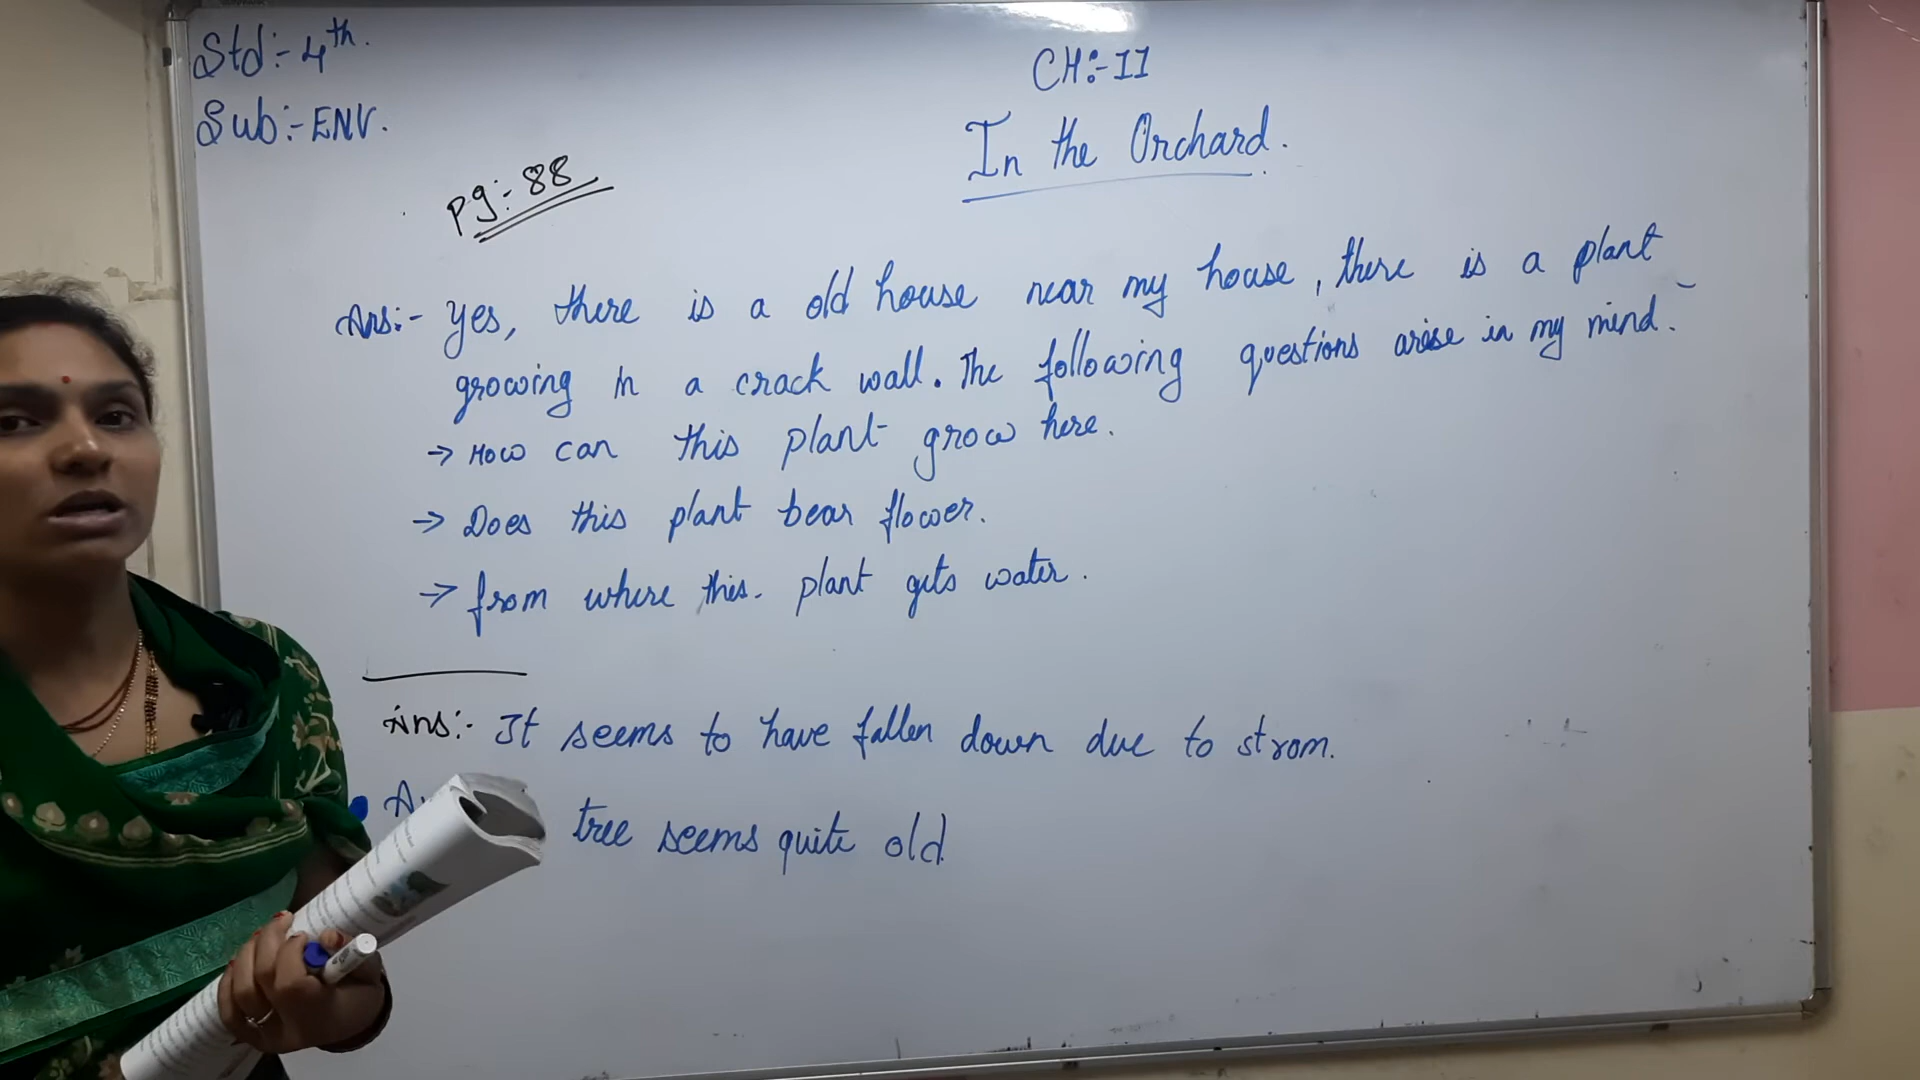 Std:- 4th.
Sub:- ENV.
CH:- II
In the Orchard.
pg:- 88
Ans:- Yes, there is a old house near my house, there is a plant
growing in a crack wall. The following questions arise in my mind.
→ How can this plant grow here.
→ Does this plant bear flower.
→ from where this. plant gets water.
Ans:- It seems to have fallen down due to strom.
tree seems quite old